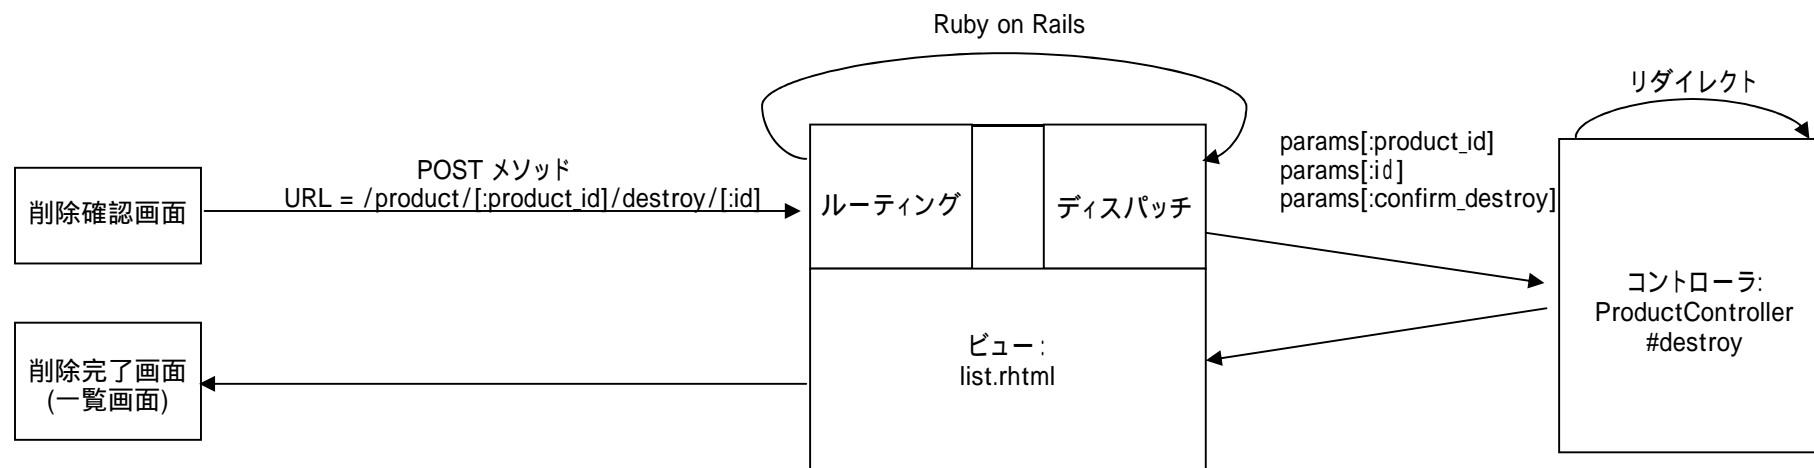 Ruby on Rails
リダイレクト
POST メソッド
URL = /product/[:product_id]/destroy/[:id]
params[:product_id]
params[:id]
params[:confirm_destroy]
削除確認画面
ルーティング
ディスパッチ
コントローラ:
ProductController
#destroy
ビュー:
list.rhtml
削除完了画面
(一覧画面)